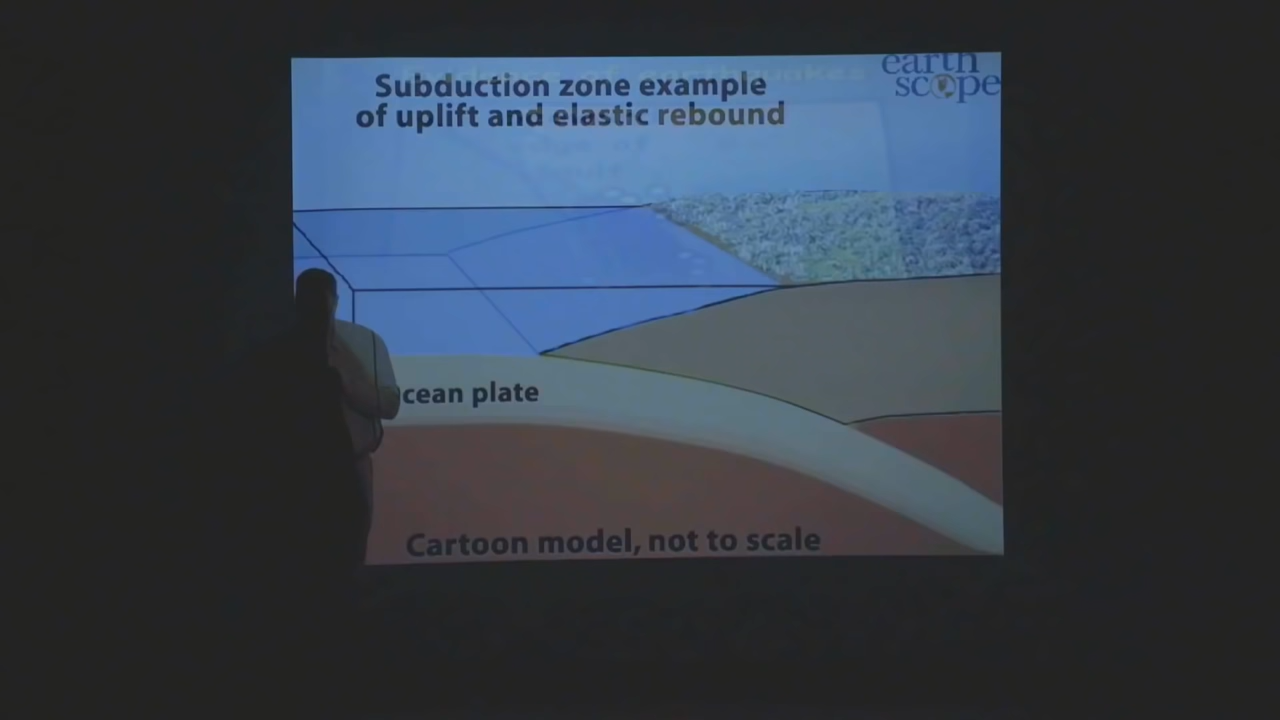 earth
scope
Subduction zone example
of uplift and elastic rebound
cean plate
Cartoon model, not to scale